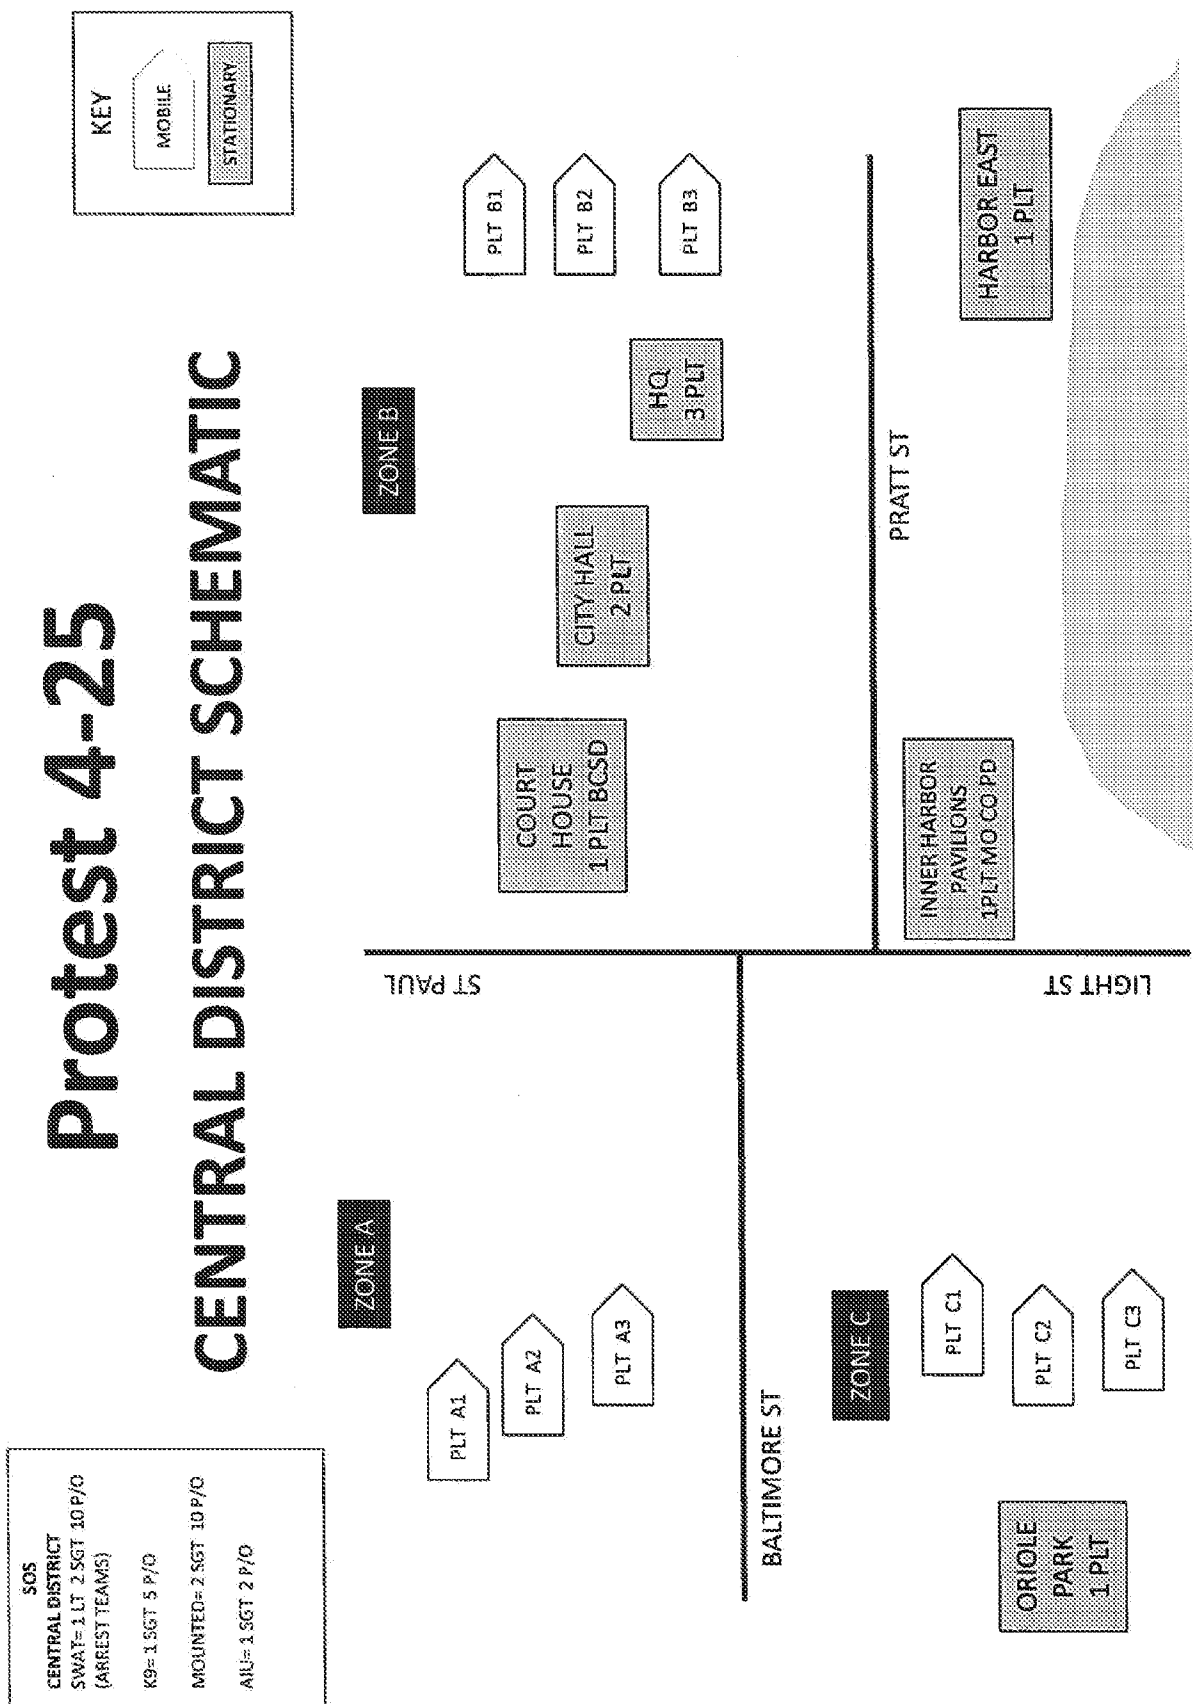 Protest 4-25
CENTRAL DISTRICT SCHEMATIC
SOS
CENTRAL DISTRICT
SWAT= 1 LT 2 SGT 10 P/O
(ARREST TEAMS)
K9= 1 SGT 5 P/O
MOUNTED= 2 SGT 10 P/O
AIU= 1 SGT 2 P/O
KEY
MOBILE
STATIONARY
ZONE A
PLT A1
PLT A2
PLT A3
ST PAUL
ZONE B
COURT
HOUSE
1 PLT BCSD
CITY HALL
2 PLT
HQ
3 PLT
PLT B1
PLT B2
PLT B3
BALTIMORE ST
PRATT ST
ZONE C
ORIOLE
PARK
1 PLT
PLT C1
PLT C2
PLT C3
LIGHT ST
INNER HARBOR
PAVILIONS
1PLT MO CO PD
HARBOR EAST
1 PLT